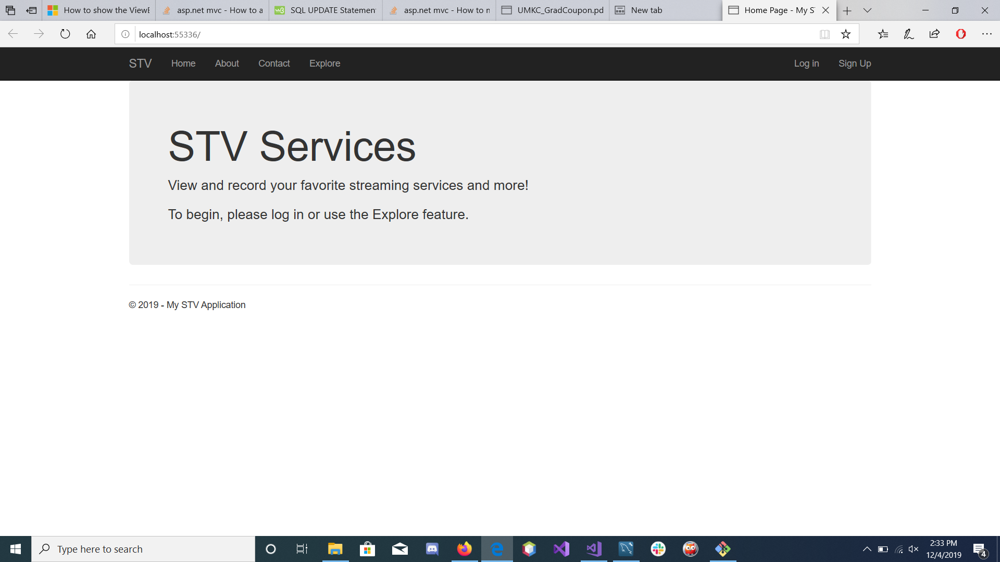 How to show the ViewE
asp.net mvc - How to a
SQL UPDATE Statemen
asp.net mvc - How to n
UMKC_GradCoupon.pd
New tab
Home Page - My S
localhost:55336/
STV Home About Contact Explore Log in Sign Up
STV Services
View and record your favorite streaming services and more!
To begin, please log in or use the Explore feature.
© 2019 - My STV Application
Type here to search
2:33 PM
12/4/2019
4